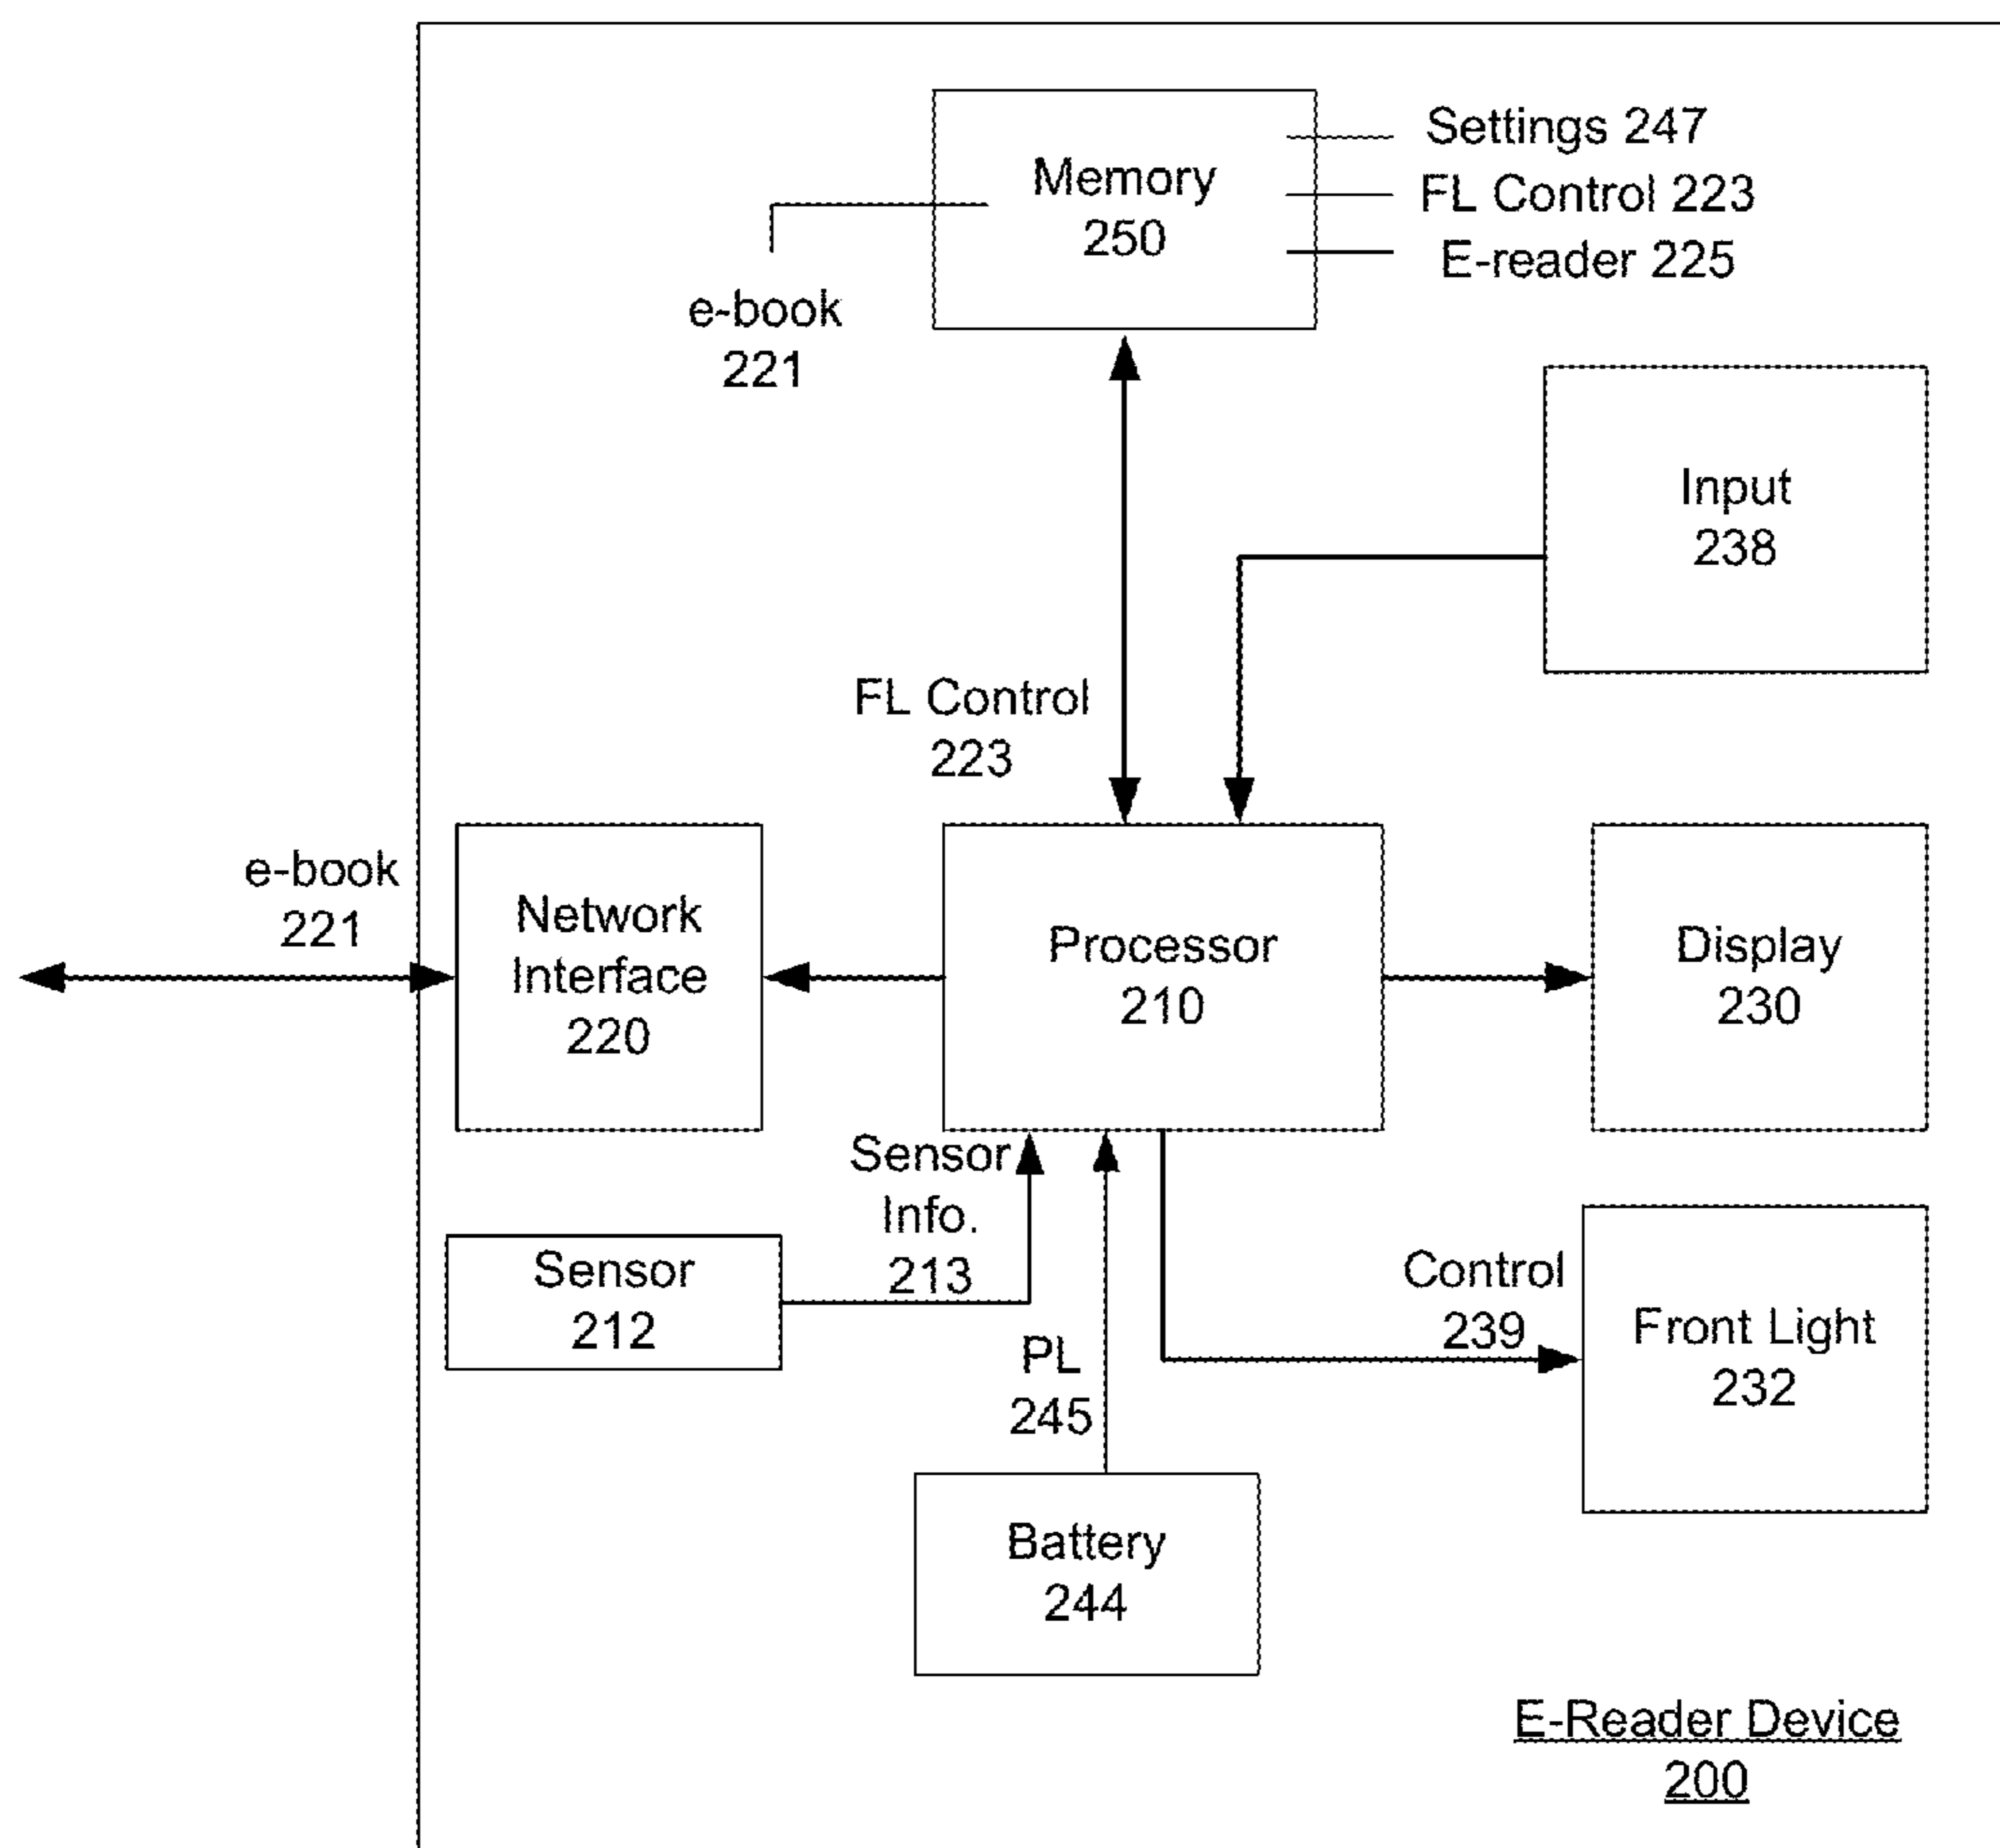 Settings 247
FL Control 223
E-reader 225
Memory
250
e-book
221
Input
238
FL Control
223
e-book
221
Network
Interface
220
Processor
210
Display
230
Sensor
Info.
213
Sensor
212
Control
239
Front Light
232
PL
245
Battery
244
E-Reader Device
200